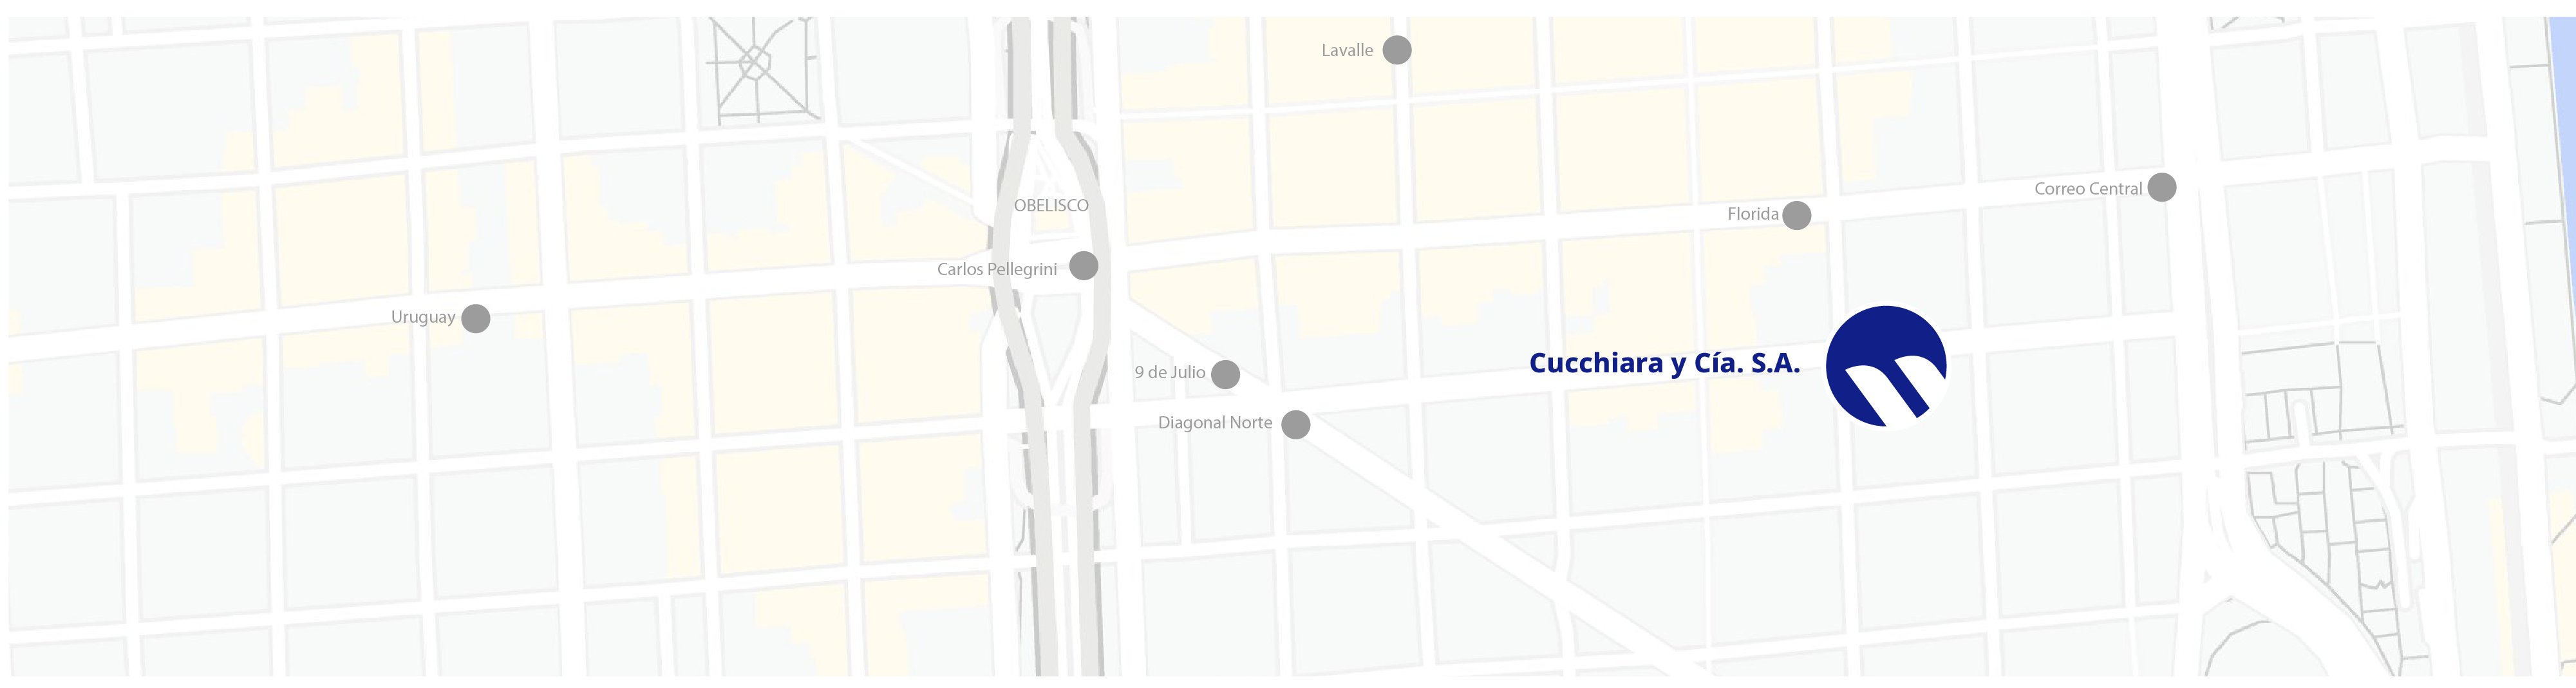 Lavalle
Correo Central
OBELISCO
Florida
Carlos Pellegrini
Uruguay
Cucchiara y Cía. S.A.
9 de Julio
Diagonal Norte